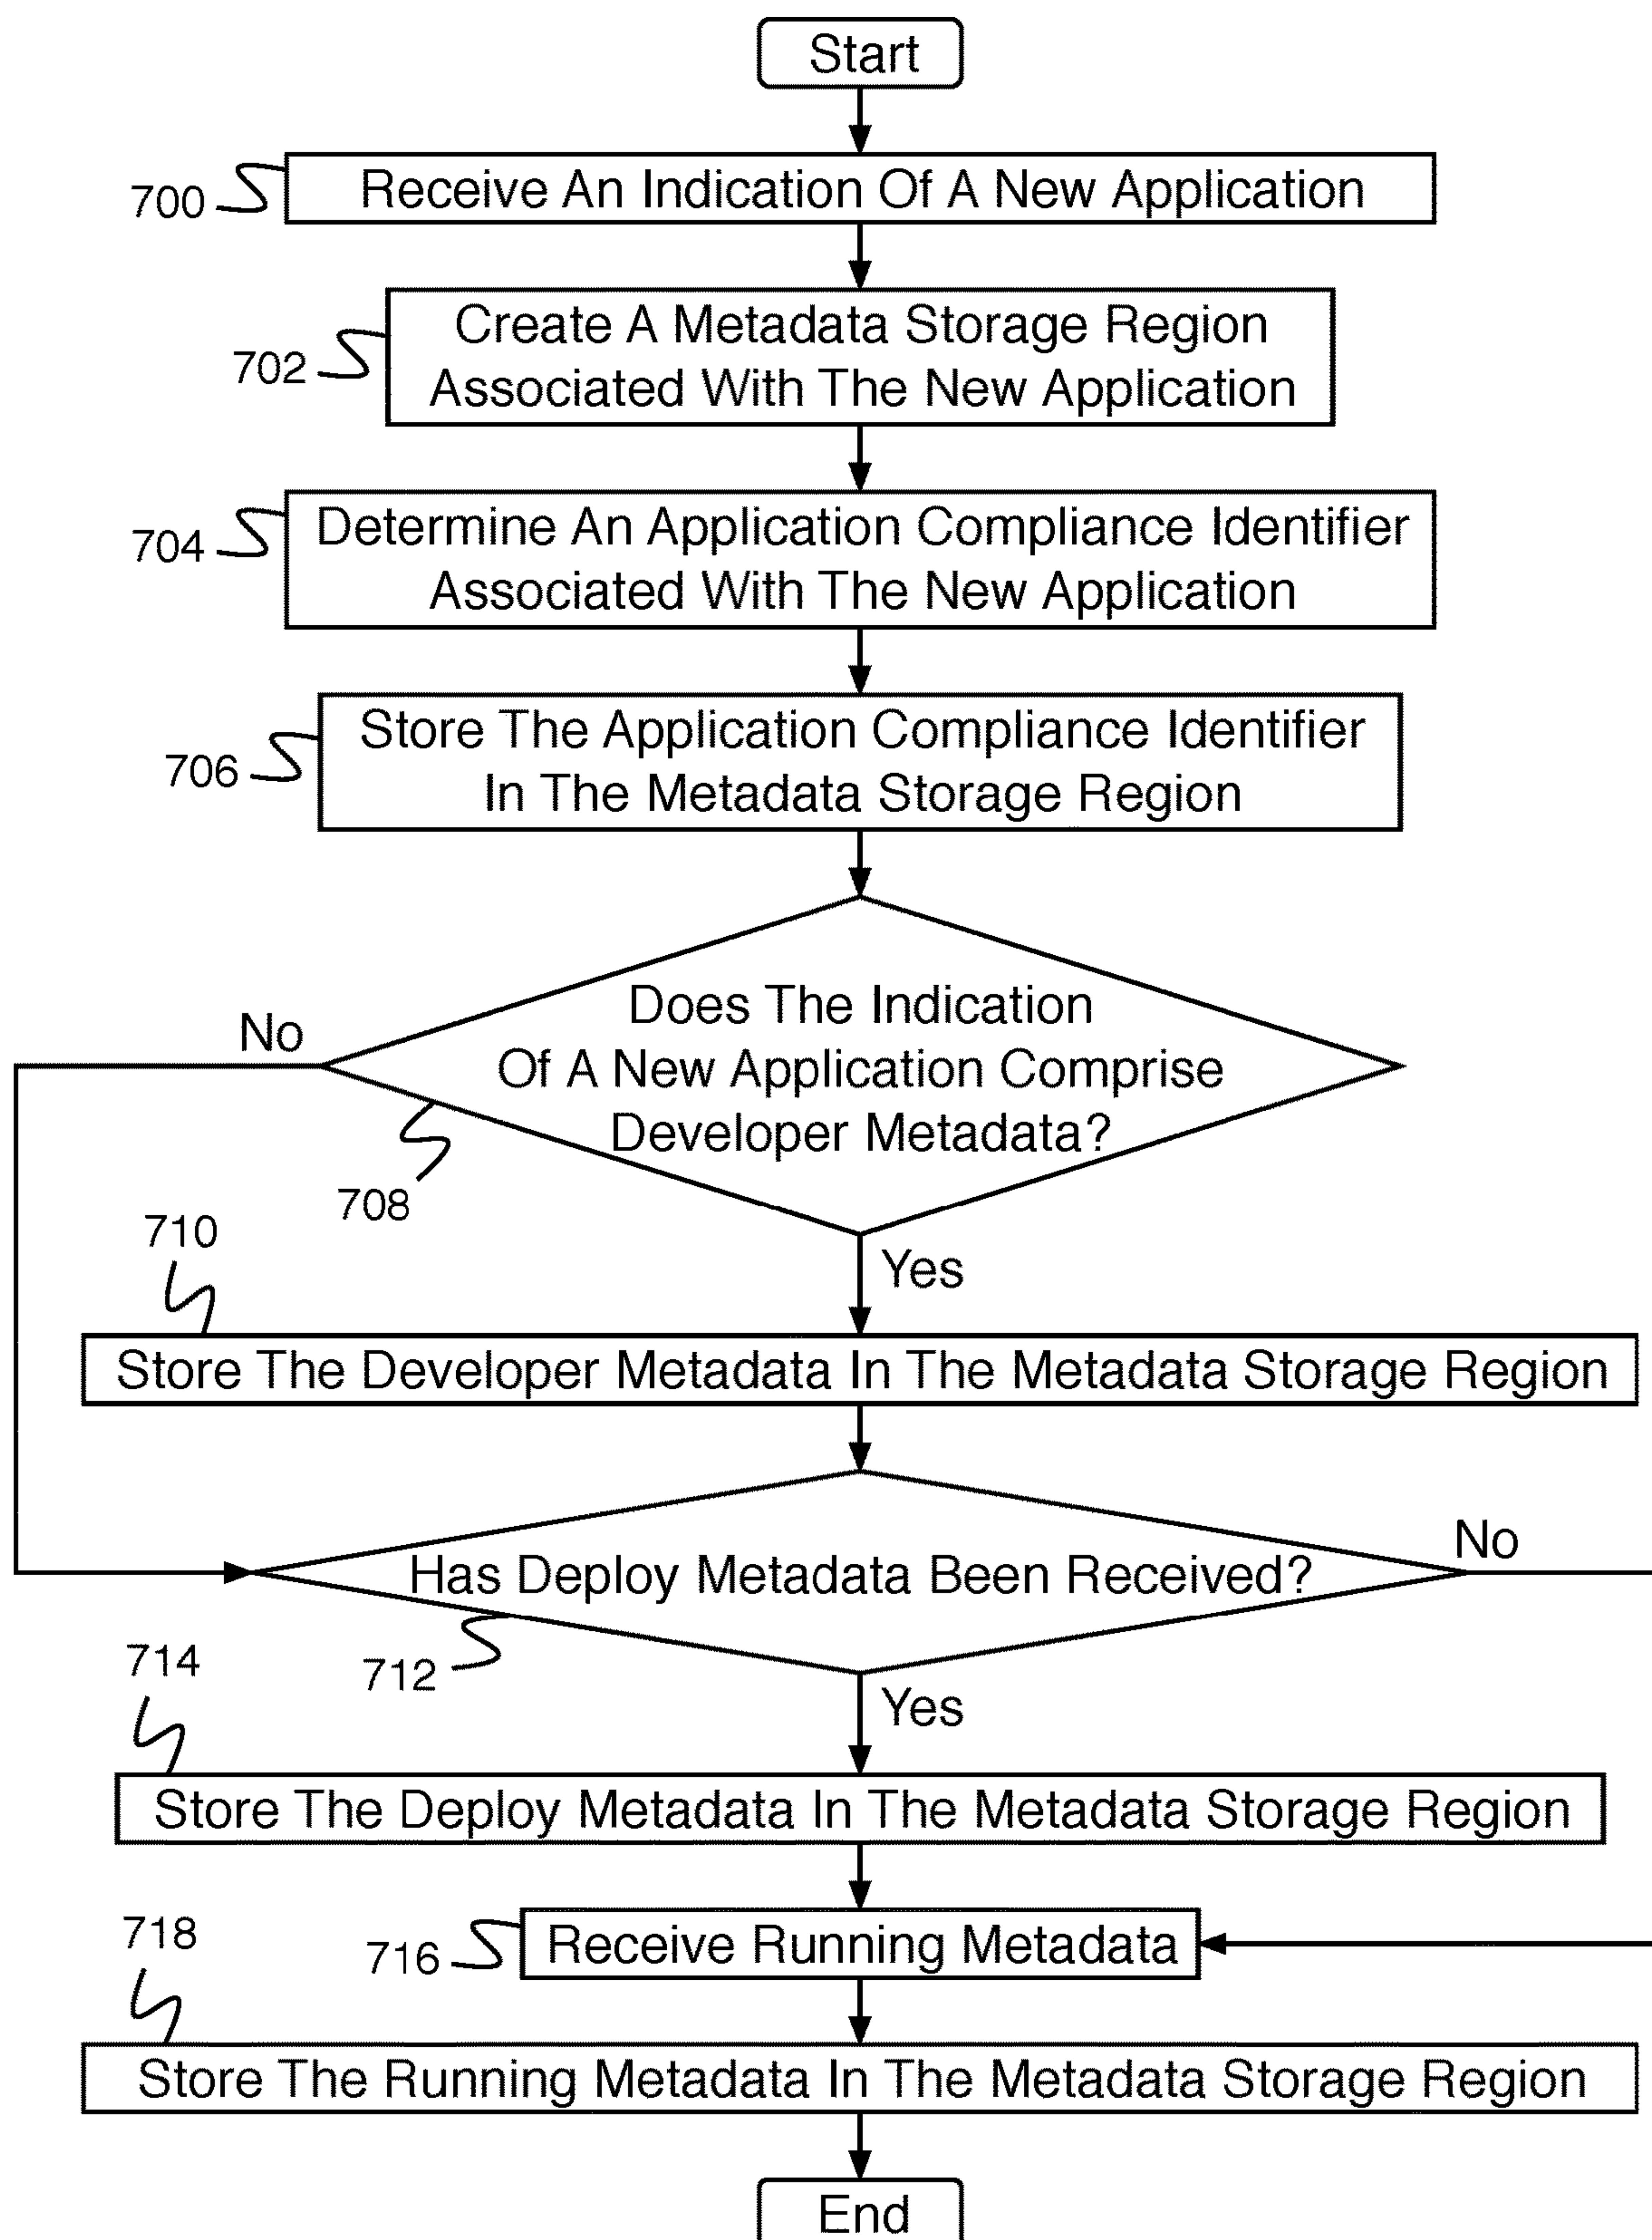 Start
700
Receive An Indication Of A New Application
702
Create A Metadata Storage Region
Associated With The New Application
704
Determine An Application Compliance Identifier
Associated With The New Application
706
Store The Application Compliance Identifier
In The Metadata Storage Region
No
Does The Indication
Of A New Application Comprise
Developer Metadata?
708
710
Yes
Store The Developer Metadata In The Metadata Storage Region
No
Has Deploy Metadata Been Received?
712
714
Yes
Store The Deploy Metadata In The Metadata Storage Region
718
716
Receive Running Metadata
Store The Running Metadata In The Metadata Storage Region
End